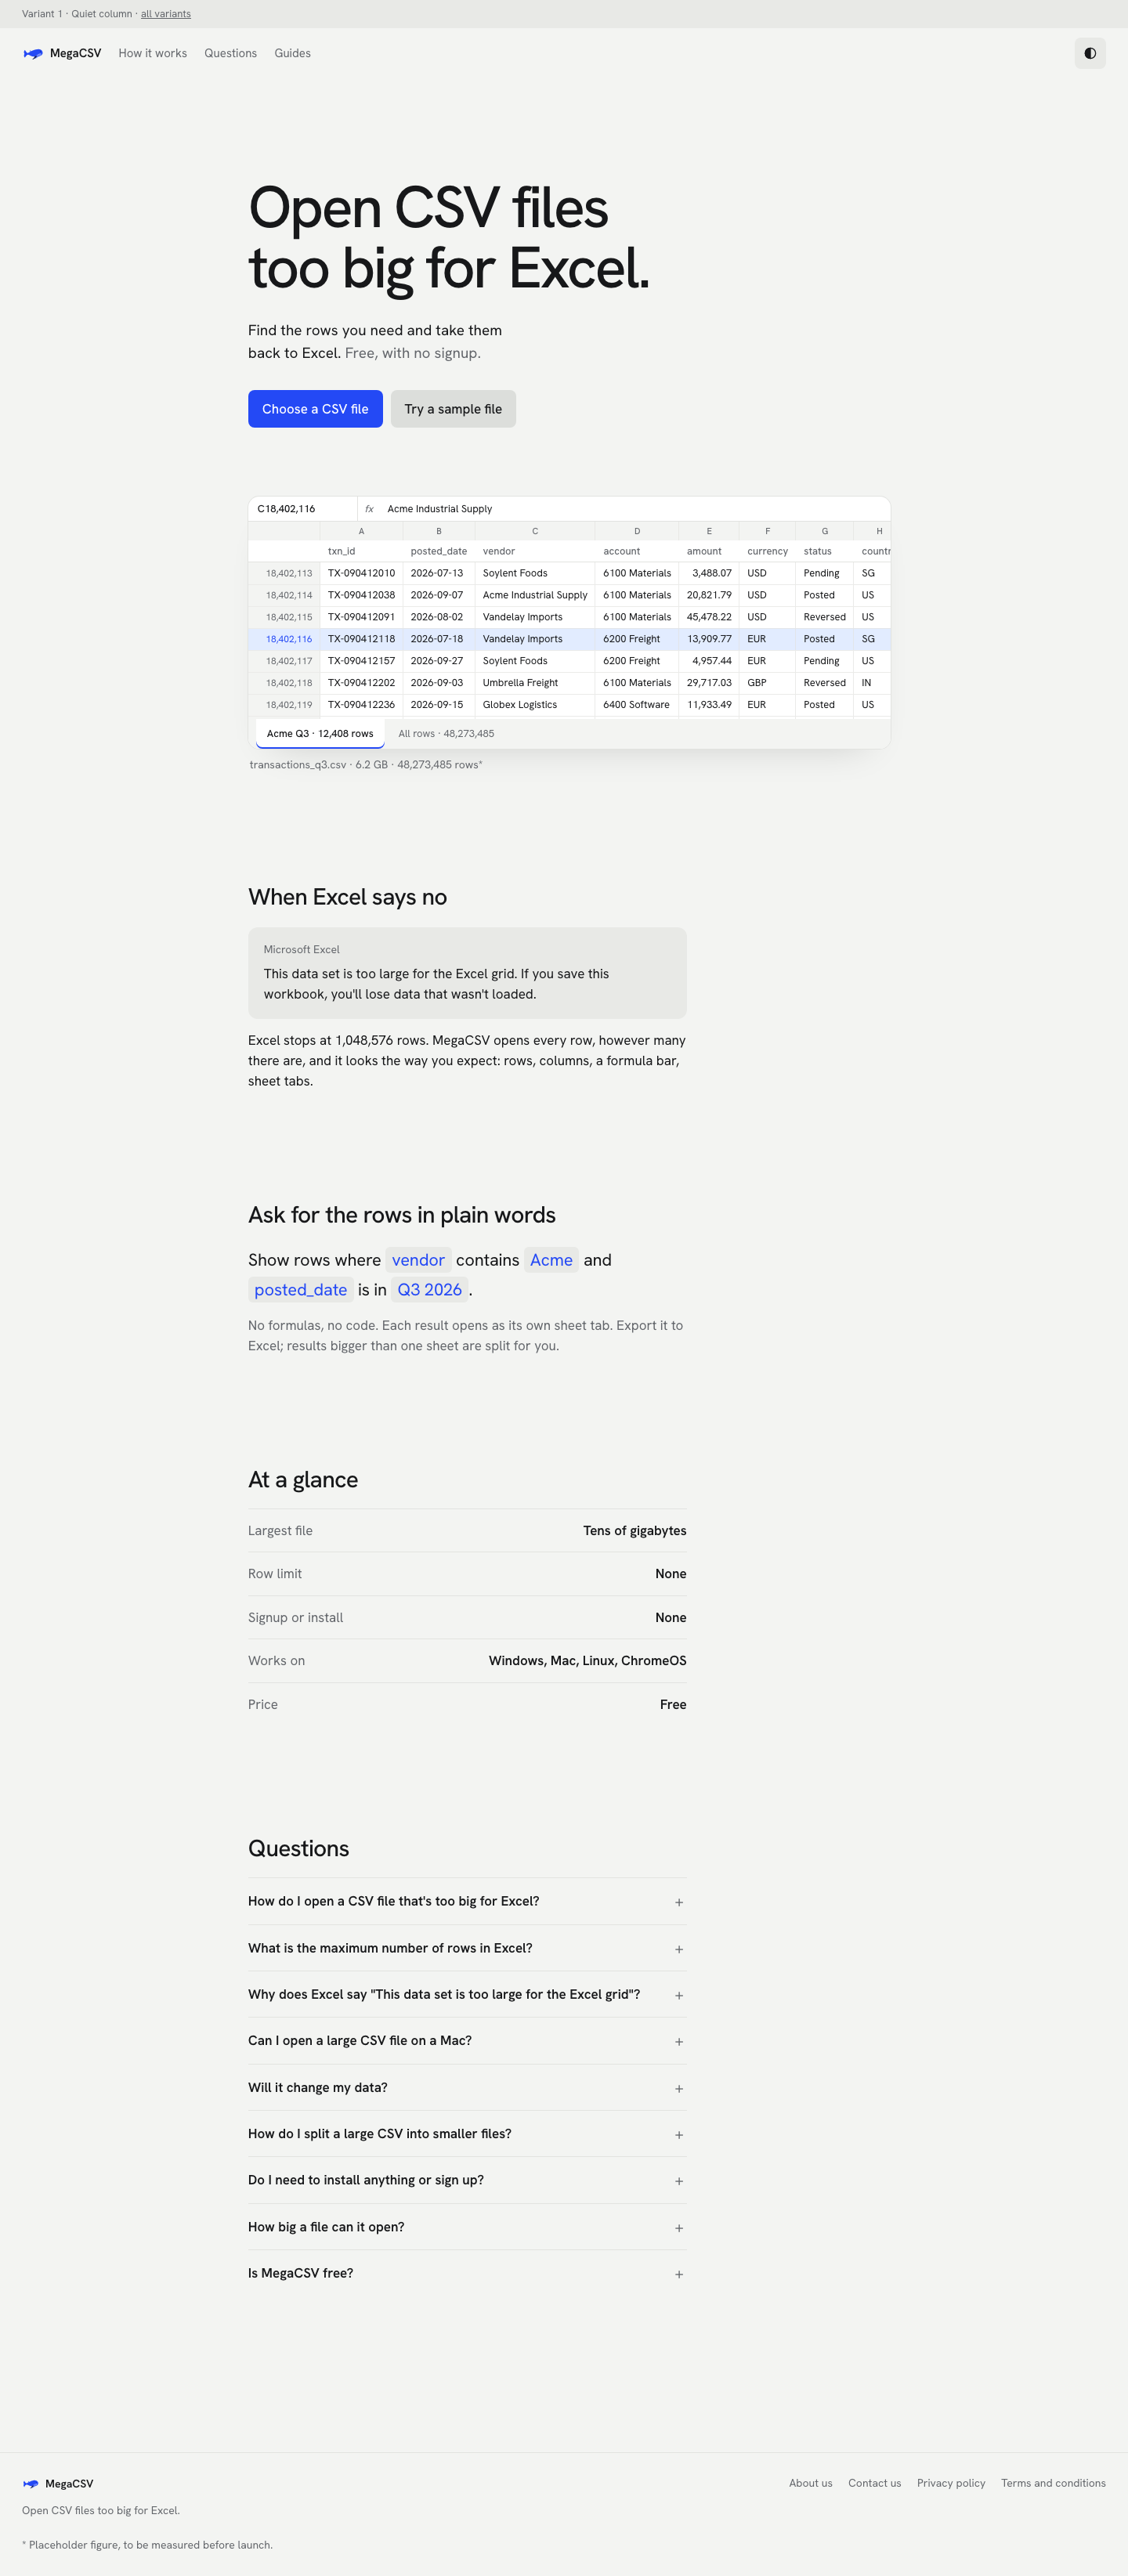 Variant 1 · Quiet column · all variants
MegaCSV How it works Questions Guides
Open CSV files
too big for Excel.
Find the rows you need and take them
back to Excel. Free, with no signup.
Choose a CSV file Try a sample file
C18,402,116 fx Acme Industrial Supply
A B C D E F G H
txn_id posted_date vendor account amount currency status countr
18,402,113 TX-090412010 2026-07-13 Soylent Foods 6100 Materials 3,488.07 USD Pending SG
18,402,114 TX-090412038 2026-09-07 Acme Industrial Supply 6100 Materials 20,821.79 USD Posted US
18,402,115 TX-090412091 2026-08-02 Vandelay Imports 6100 Materials 45,478.22 USD Reversed US
18,402,116 TX-090412118 2026-07-18 Vandelay Imports 6200 Freight 13,909.77 EUR Posted SG
18,402,117 TX-090412157 2026-09-27 Soylent Foods 6200 Freight 4,957.44 EUR Pending US
18,402,118 TX-090412202 2026-09-03 Umbrella Freight 6100 Materials 29,717.03 GBP Reversed IN
18,402,119 TX-090412236 2026-09-15 Globex Logistics 6400 Software 11,933.49 EUR Posted US
Acme Q3 · 12,408 rows All rows · 48,273,485
transactions_q3.csv · 6.2 GB · 48,273,485 rows*
When Excel says no
Microsoft Excel
This data set is too large for the Excel grid. If you save this
workbook, you'll lose data that wasn't loaded.
Excel stops at 1,048,576 rows. MegaCSV opens every row, however many
there are, and it looks the way you expect: rows, columns, a formula bar,
sheet tabs.
Ask for the rows in plain words
Show rows where vendor contains Acme and
posted_date is in Q3 2026.
No formulas, no code. Each result opens as its own sheet tab. Export it to
Excel; results bigger than one sheet are split for you.
At a glance
Largest file Tens of gigabytes
Row limit None
Signup or install None
Works on Windows, Mac, Linux, ChromeOS
Price Free
Questions
How do I open a CSV file that's too big for Excel? +
What is the maximum number of rows in Excel? +
Why does Excel say "This data set is too large for the Excel grid"? +
Can I open a large CSV file on a Mac? +
Will it change my data? +
How do I split a large CSV into smaller files? +
Do I need to install anything or sign up? +
How big a file can it open? +
Is MegaCSV free? +
MegaCSV About us Contact us Privacy policy Terms and conditions
Open CSV files too big for Excel.
* Placeholder figure, to be measured before launch.